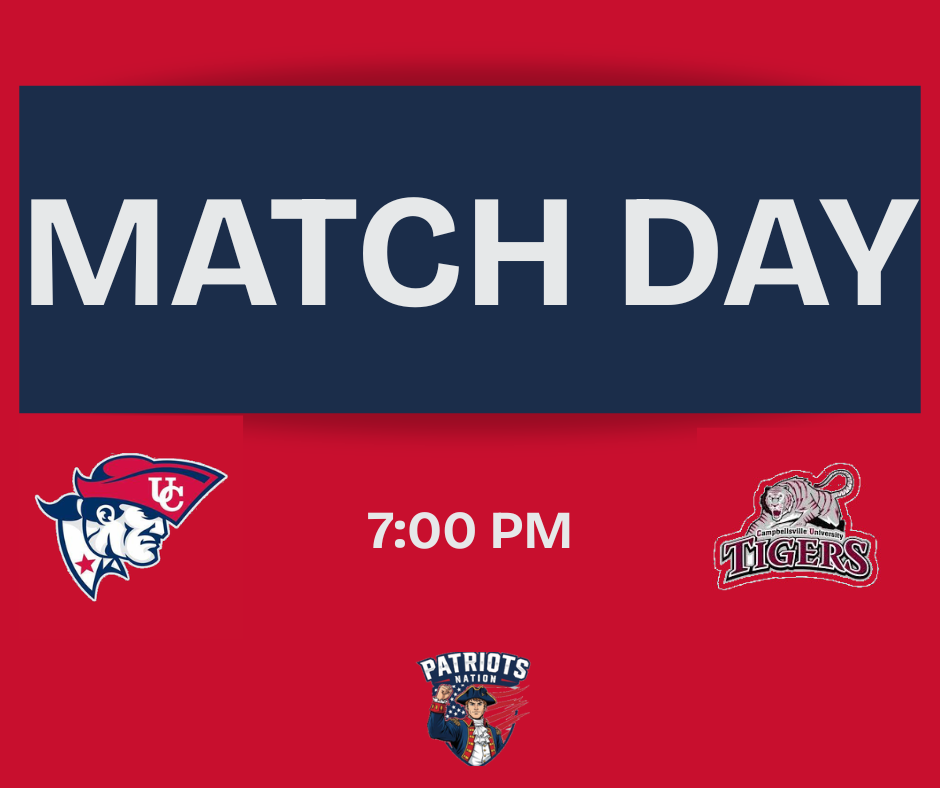 MATCH DAY
UC
7:00 PM
Campbellsville University
TIGERS
PATRIOTS
NATION